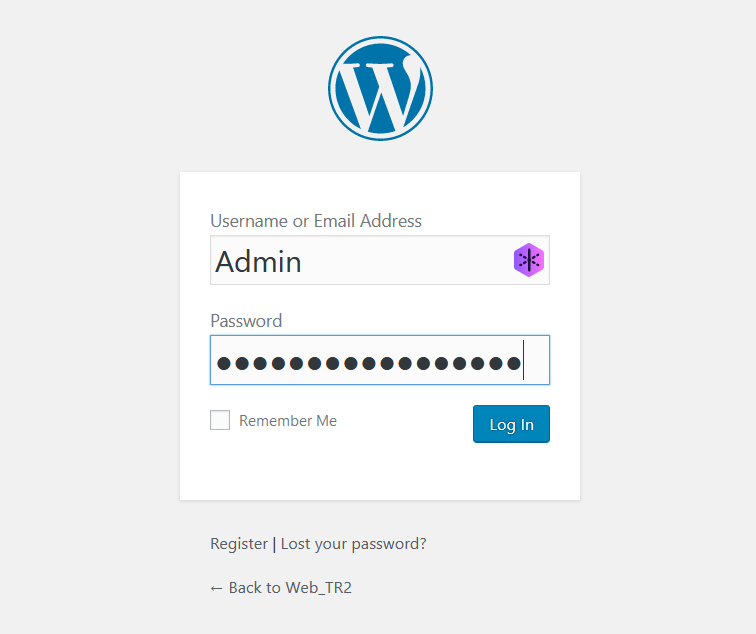 Username or Email Address
Admin
Password
●●●●●●●●●●●●●●●●●
Remember Me
Log In
Register | Lost your password?
← Back to Web_TR2